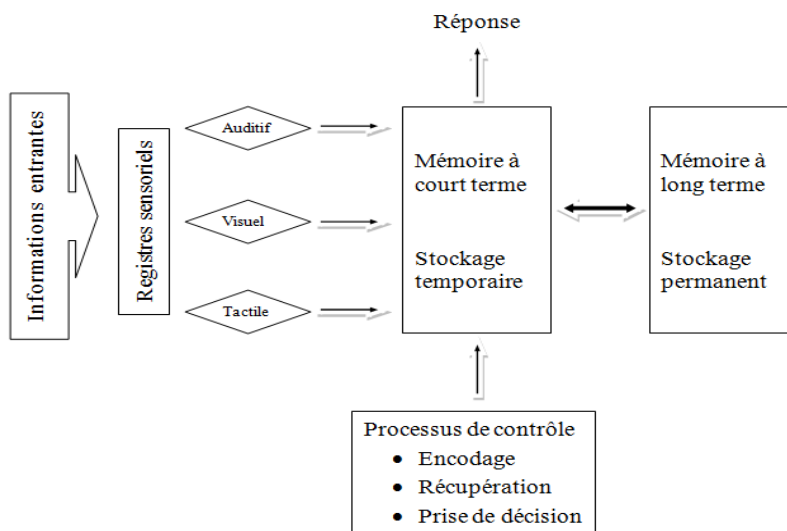 Réponse
Informations entrantes
Registres sensoriels
Auditif
Visuel
Tactile
Mémoire à
court terme
Stockage
temporaire
Mémoire à
long terme
Stockage
permanent
Processus de contrôle
• Encodage
• Récupération
• Prise de décision